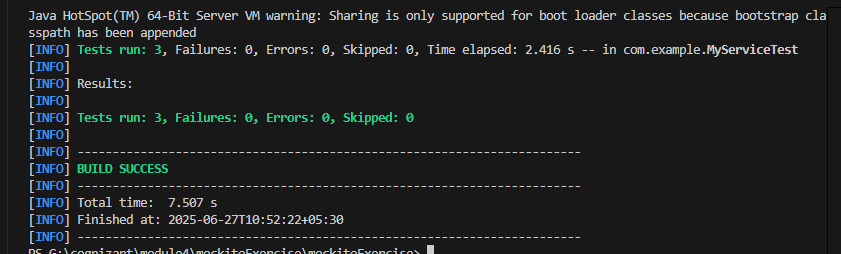 Java HotSpot(TM) 64-Bit Server VM warning: Sharing is only supported for boot loader classes because bootstrap cla
sspath has been appended
[INFO] Tests run: 3, Failures: 0, Errors: 0, Skipped: 0, Time elapsed: 2.416 s -- in com.example.MyServiceTest
[INFO]
[INFO] Results:
[INFO]
[INFO] Tests run: 3, Failures: 0, Errors: 0, Skipped: 0
[INFO]
[INFO] ------------------------------------------------------------------------
[INFO] BUILD SUCCESS
[INFO] ------------------------------------------------------------------------
[INFO] Total time:  7.507 s
[INFO] Finished at: 2025-06-27T10:52:22+05:30
[INFO] ------------------------------------------------------------------------
PS G:\cognizant\module4\mockitoExercise\mockitoExercise>